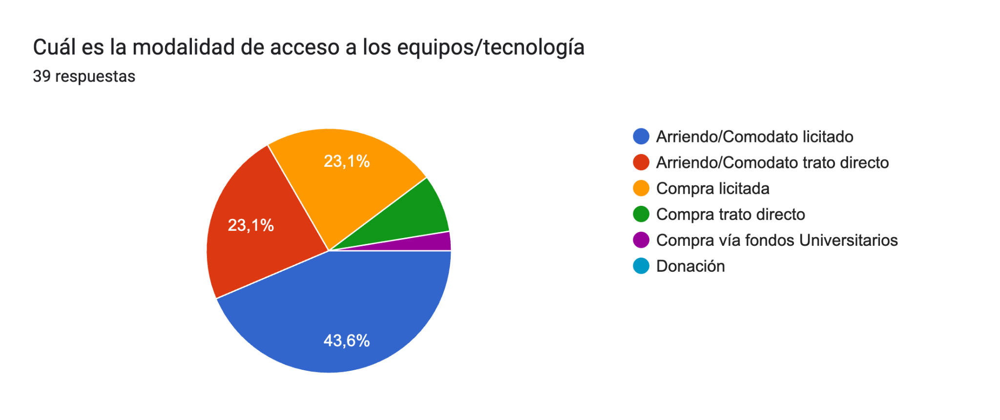 Cuál es la modalidad de acceso a los equipos/tecnología
39 respuestas
23,1%
23,1%
43,6%
Arriendo/Comodato licitado
Arriendo/Comodato trato directo
Compra licitada
Compra trato directo
Compra vía fondos Universitarios
Donación